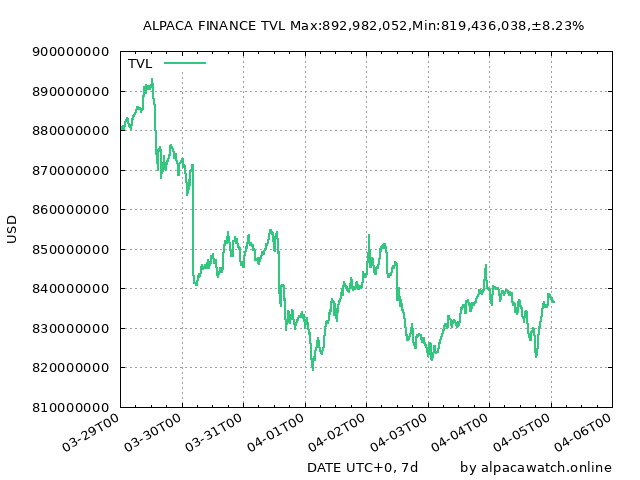 ALPACA FINANCE TVL Max:892,982,052,Min:819,436,038,±8.23%
900000000
TVL
890000000
880000000
870000000
860000000
850000000
840000000
830000000
820000000
810000000
USD
03-29T00
03-30T00
03-31T00
04-01T00
04-02T00
04-03T00
04-04T00
04-05T00
04-06T00
DATE UTC+0, 7d
by alpacawatch.online